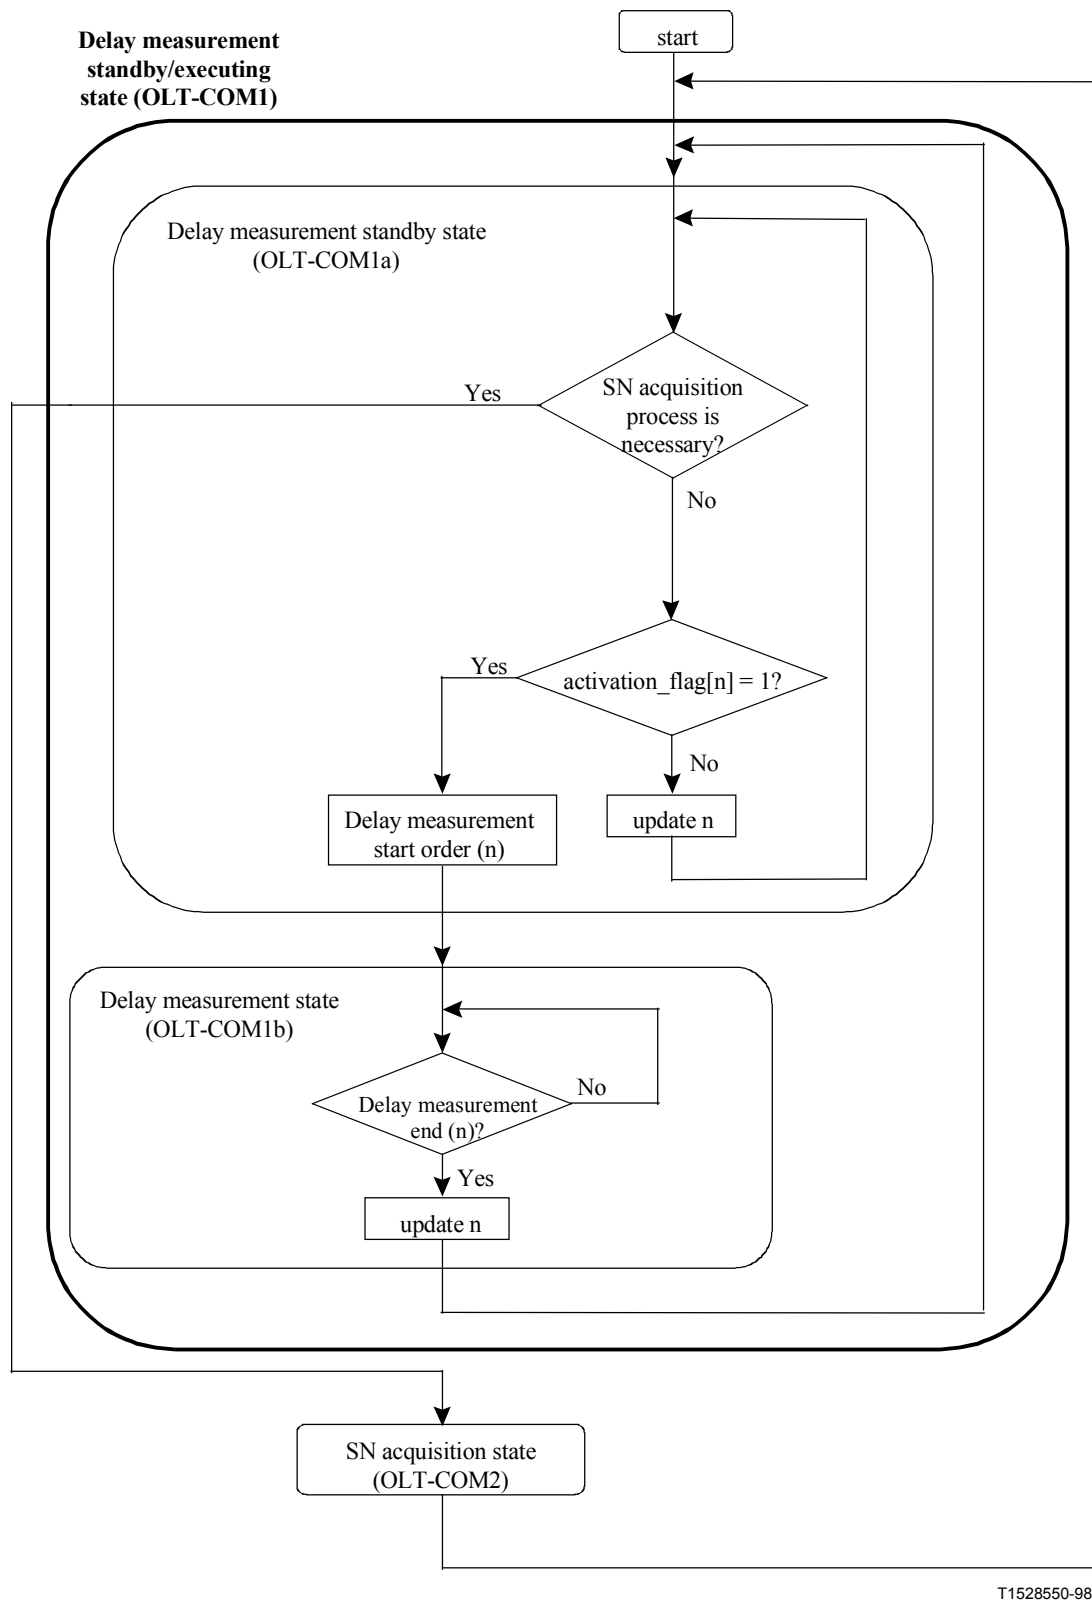 start
Delay measurement
standby/executing
state (OLT-COM1)
Delay measurement standby state
(OLT-COM1a)
Yes
SN acquisition
process is
necessary?
No
Yes
activation_flag[n] = 1?
No
Delay measurement
start order (n)
update n
Delay measurement state
(OLT-COM1b)
No
Delay measurement
end (n)?
Yes
update n
SN acquisition state
(OLT-COM2)
T1528550-98